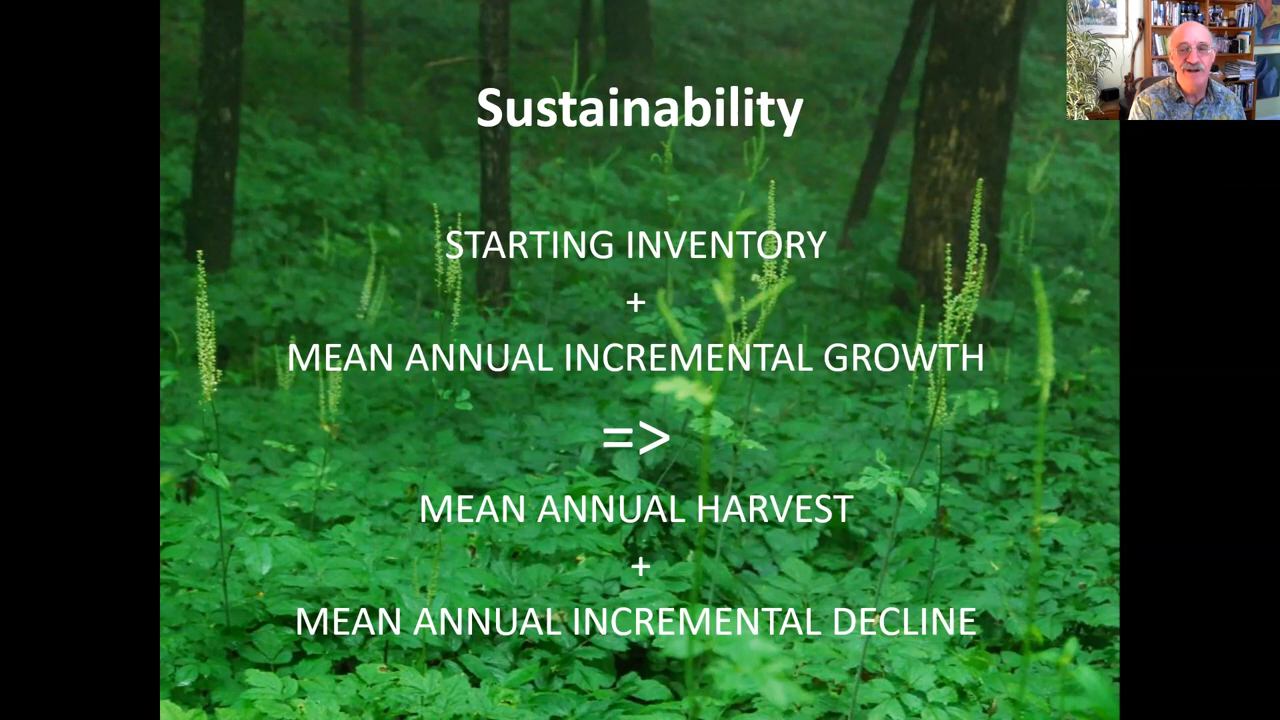 Sustainability
STARTING INVENTORY
+
MEAN ANNUAL INCREMENTAL GROWTH
=>
MEAN ANNUAL HARVEST
+
MEAN ANNUAL INCREMENTAL DECLINE